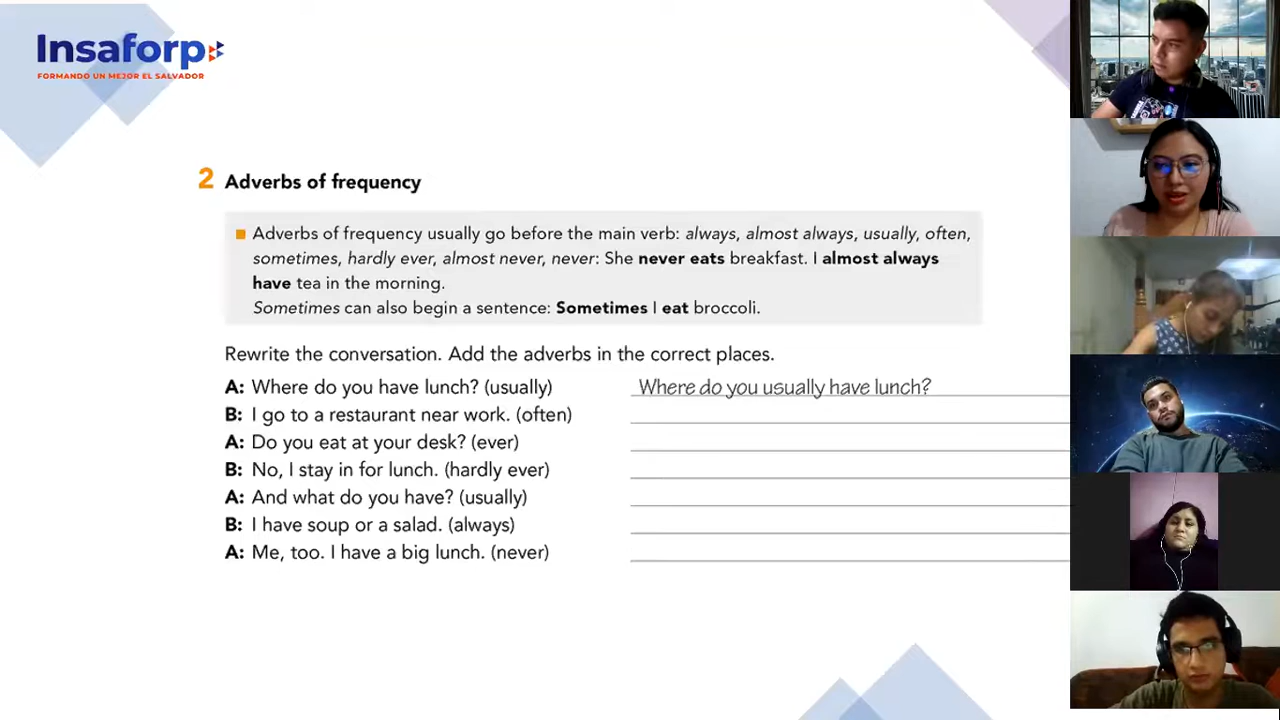 Insaforp
FORMANDO UN MEJOR EL SALVADOR
2 Adverbs of frequency
Adverbs of frequency usually go before the main verb: always, almost always, usually, often,
sometimes, hardly ever, almost never, never: She never eats breakfast. I almost always
have tea in the morning.
Sometimes can also begin a sentence: Sometimes I eat broccoli.
Rewrite the conversation. Add the adverbs in the correct places.
A: Where do you have lunch? (usually) Where do you usually have lunch?
B: I go to a restaurant near work. (often)
A: Do you eat at your desk? (ever)
B: No, I stay in for lunch. (hardly ever)
A: And what do you have? (usually)
B: I have soup or a salad. (always)
A: Me, too. I have a big lunch. (never)